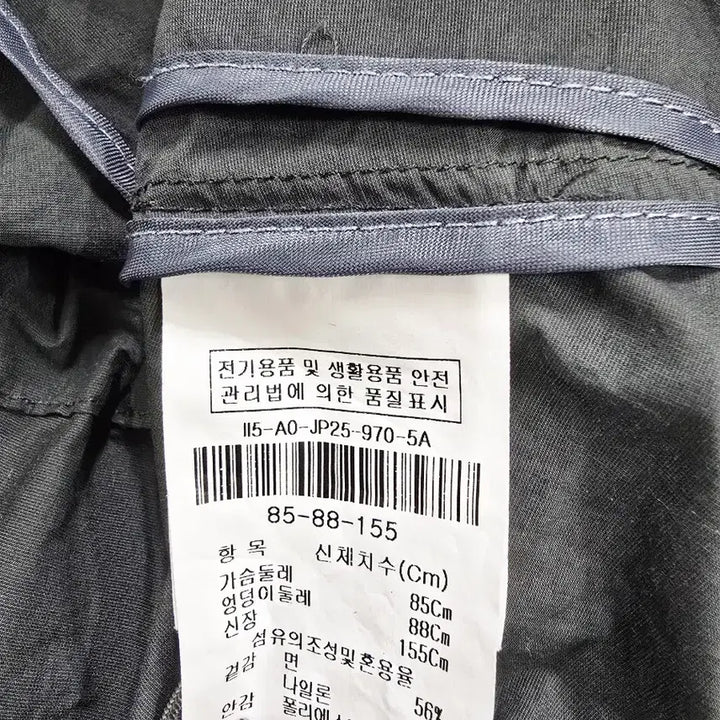 전기용품 및 생활용품 안전
관리법에 의한 품질표시
II5-A0-JP25-970-5A
85-88-155
항 목 신체치수(Cm)
가슴둘레 85Cm
엉덩이둘레 88Cm
신장 155Cm
섬유의조성및혼용율
겉감 면 56%
나일론
안감